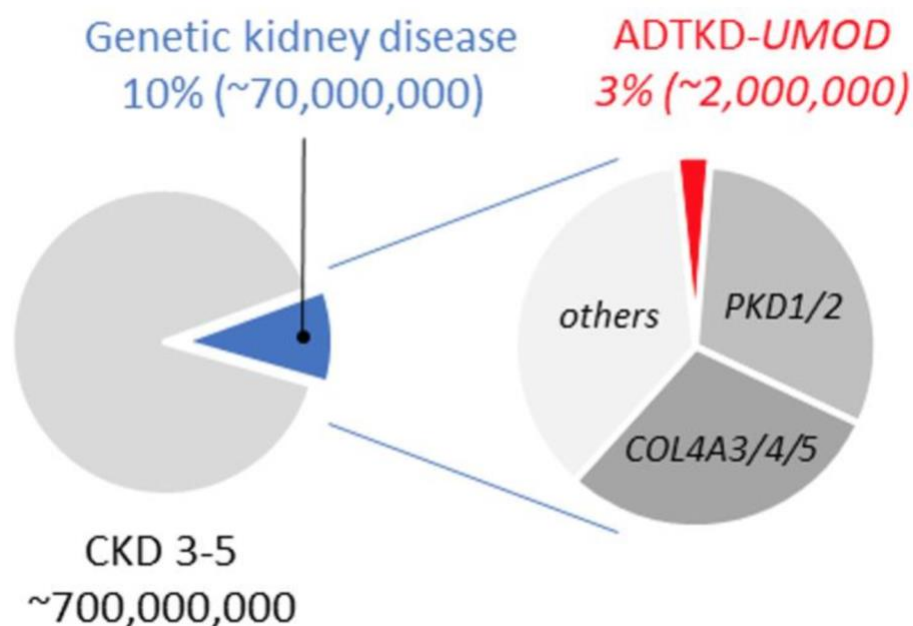 Genetic kidney disease
10% (~70,000,000)
ADTKD-UMOD
3% (~2,000,000)
others
PKD1/2
COL4A3/4/5
CKD 3-5
~700,000,000